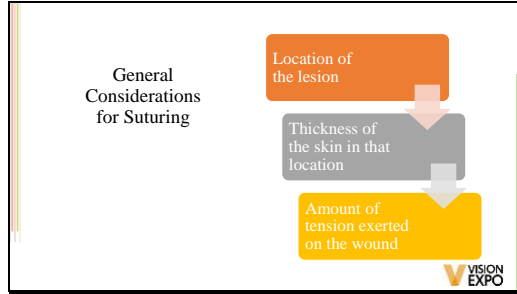 General
Considerations
for Suturing
Location of
the lesion
Thickness of
the skin in that
location
Amount of
tension exerted
on the wound
VISION
EXPO